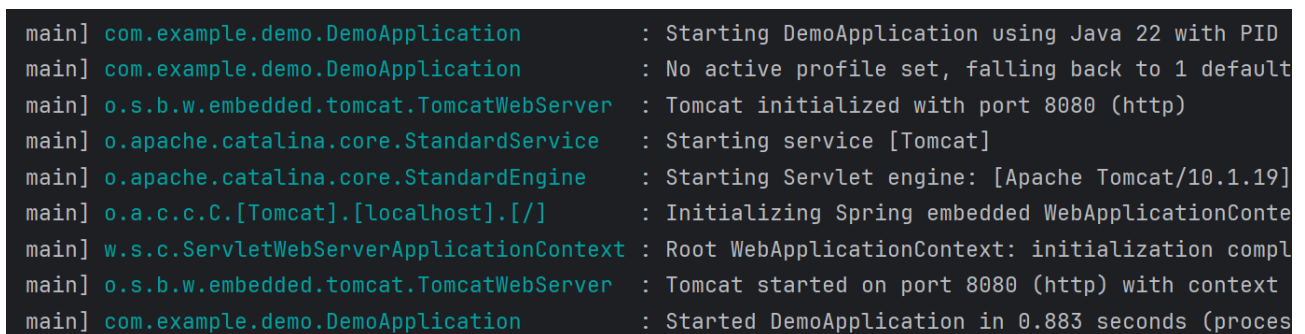 main] com.example.demo.DemoApplication : Starting DemoApplication using Java 22 with PID
main] com.example.demo.DemoApplication : No active profile set, falling back to 1 default
main] o.s.b.w.embedded.tomcat.TomcatWebServer : Tomcat initialized with port 8080 (http)
main] o.apache.catalina.core.StandardService : Starting service [Tomcat]
main] o.apache.catalina.core.StandardEngine : Starting Servlet engine: [Apache Tomcat/10.1.19]
main] o.a.c.c.C.[Tomcat].[localhost].[/] : Initializing Spring embedded WebApplicationConte
main] w.s.c.ServletWebServerApplicationContext : Root WebApplicationContext: initialization compl
main] o.s.b.w.embedded.tomcat.TomcatWebServer : Tomcat started on port 8080 (http) with context
main] com.example.demo.DemoApplication : Started DemoApplication in 0.883 seconds (proces